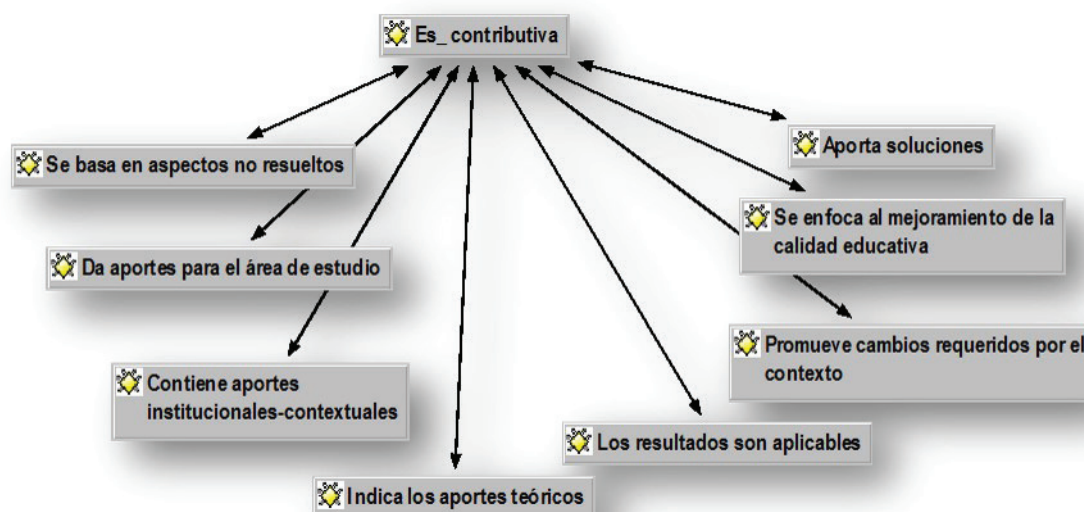 Es_ contributiva
Se basa en aspectos no resueltos
Aporta soluciones
Se enfoca al mejoramiento de la
calidad educativa
Da aportes para el área de estudio
Promueve cambios requeridos por el
contexto
Contiene aportes
institucionales-contextuales
Los resultados son aplicables
Indica los aportes teóricos